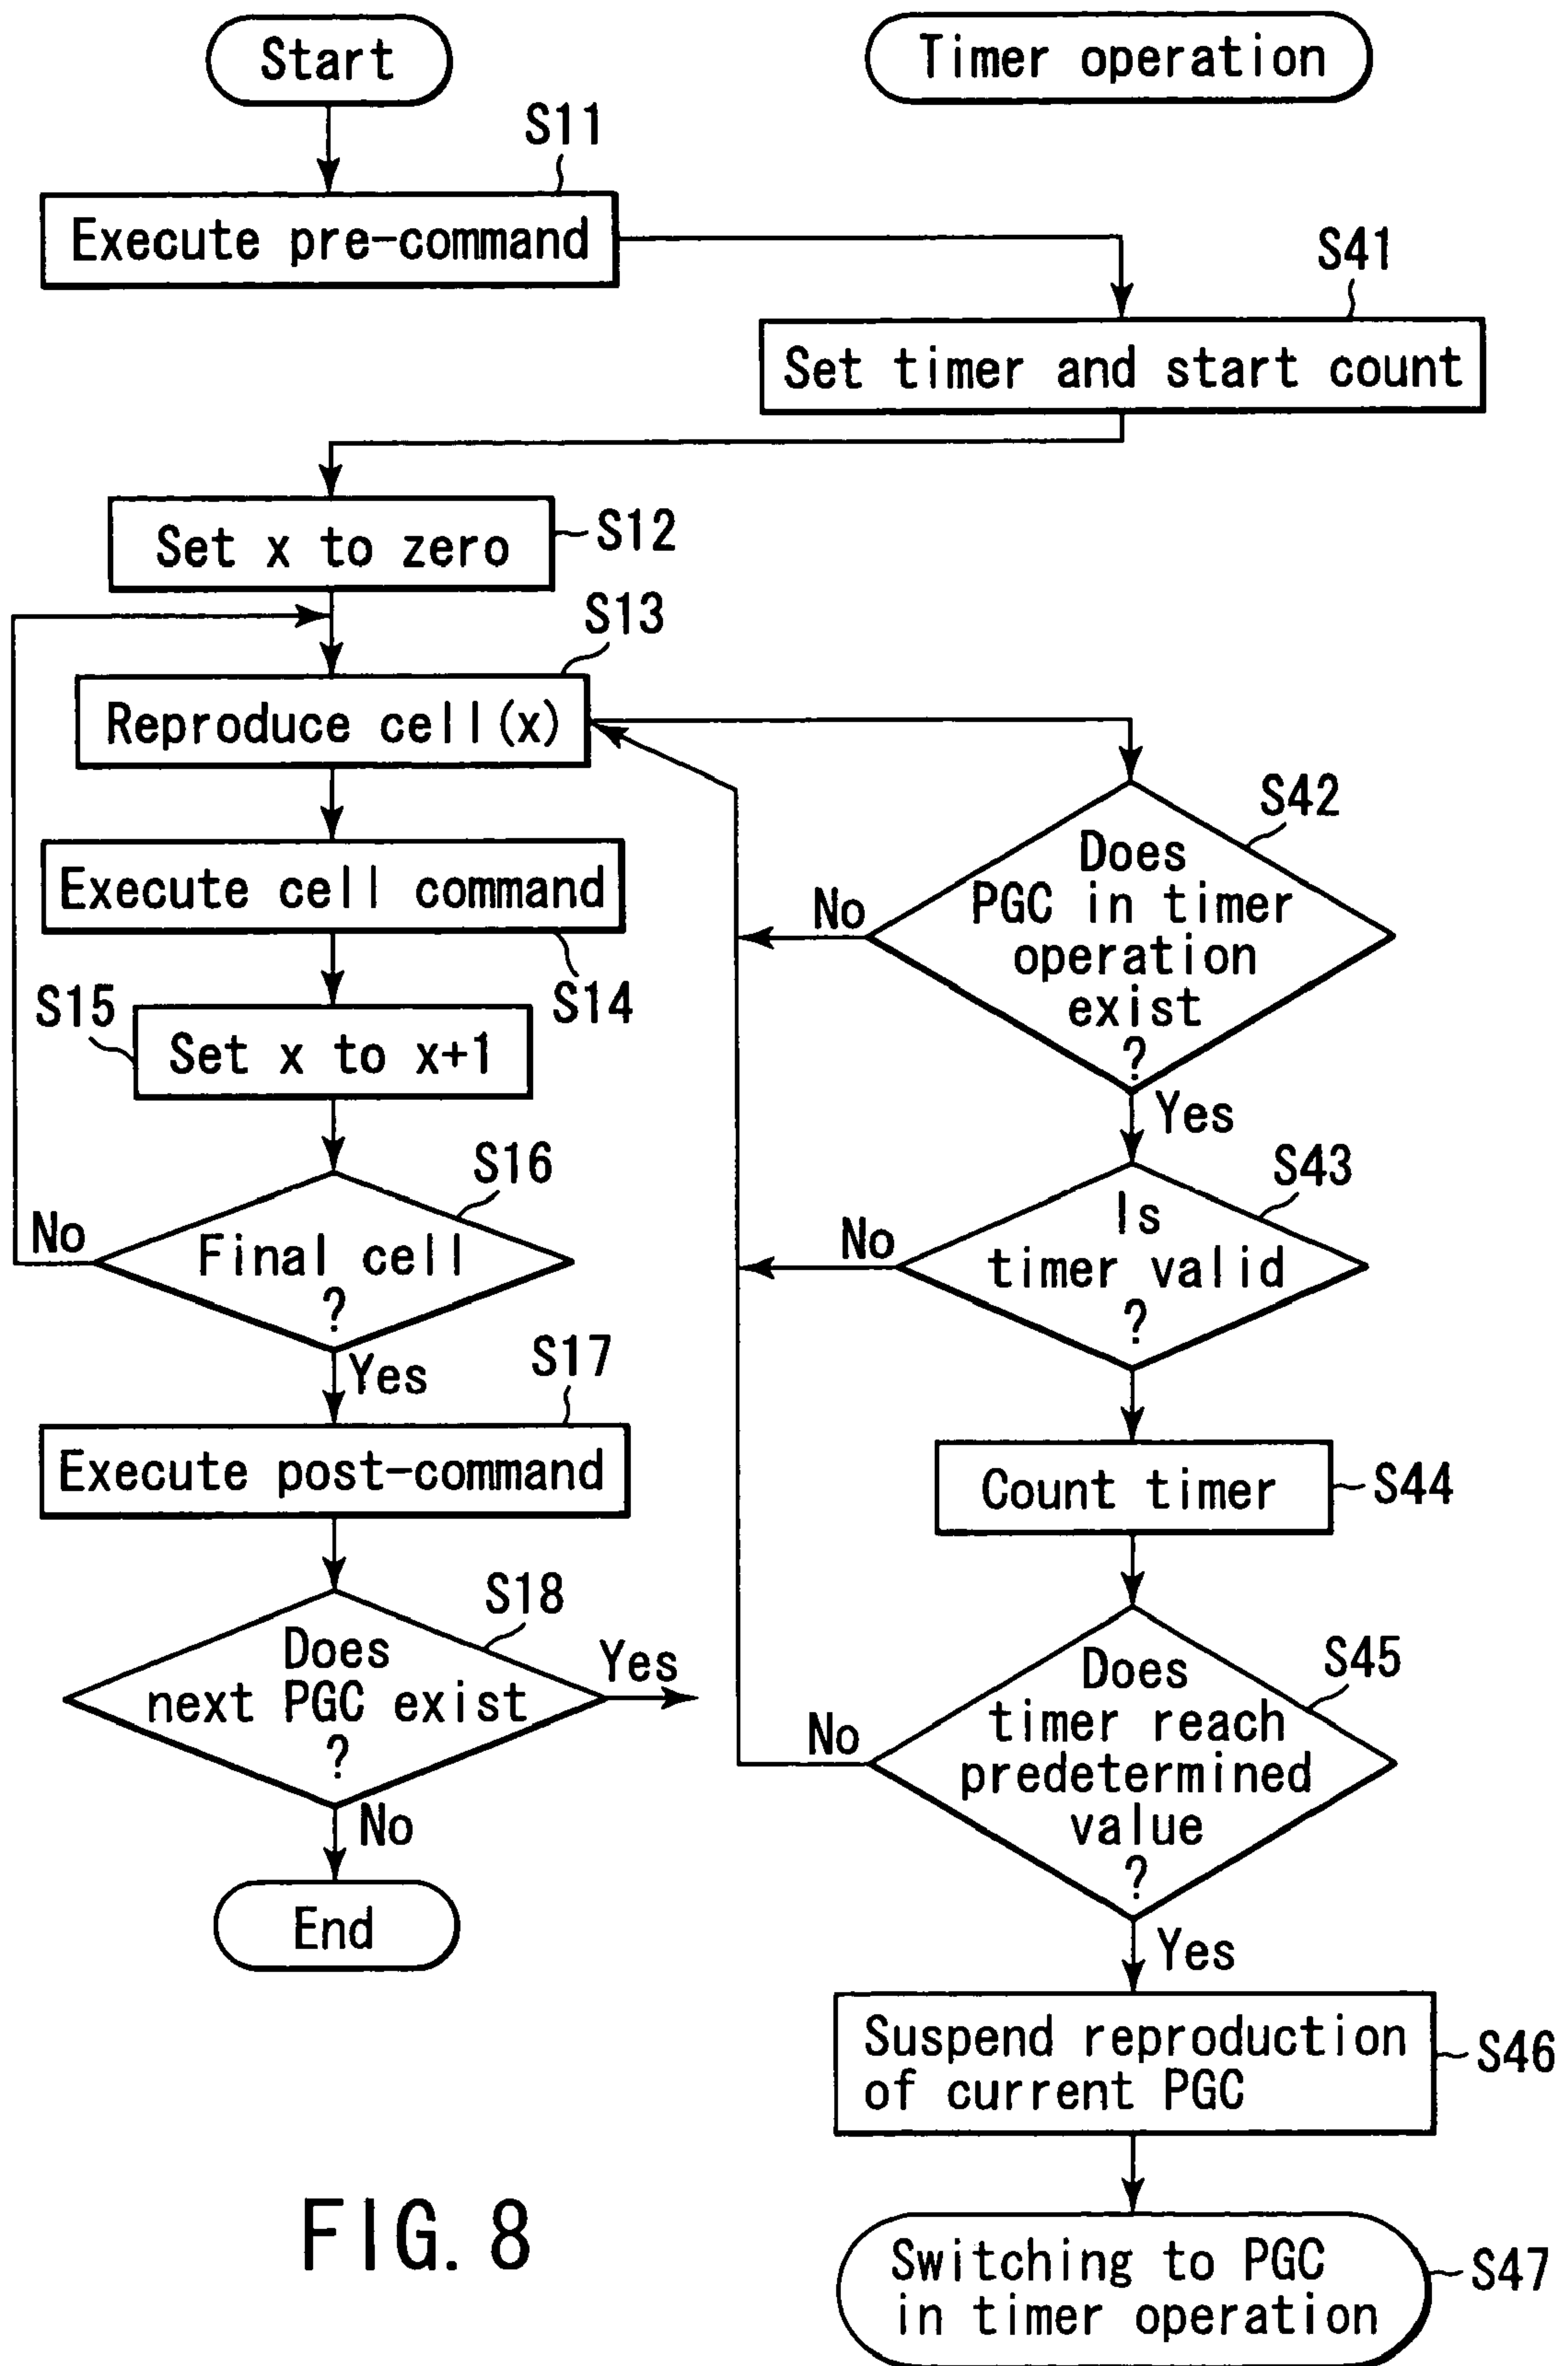 Start
Timer operation
S11
Execute pre-command
S41
Set timer and start count
Set x to zero
S12
S13
Reproduce cell(x)
S42
Does
PGC in timer
operation
exist
?
No
Yes
Execute cell command
S14
S15
Set x to x+1
S16
No
Final cell
?
Yes
S43
Is
timer valid
?
No
S17
Execute post-command
Count timer
S44
S18
Does
next PGC exist
?
Yes
No
End
S45
Does
timer reach
predetermined
value
?
No
Yes
Suspend reproduction
of current PGC
S46
Switching to PGC
in timer operation
S47
FIG. 8